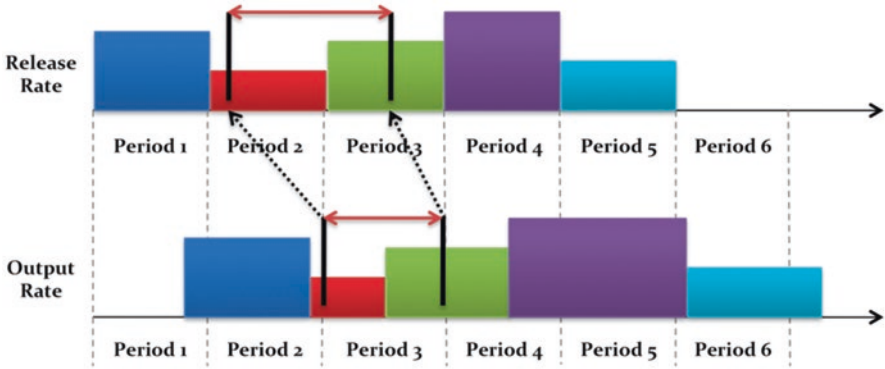 Release
Rate
Period 1 Period 2 Period 3 Period 4 Period 5 Period 6
Output
Rate
Period 1 Period 2 Period 3 Period 4 Period 5 Period 6